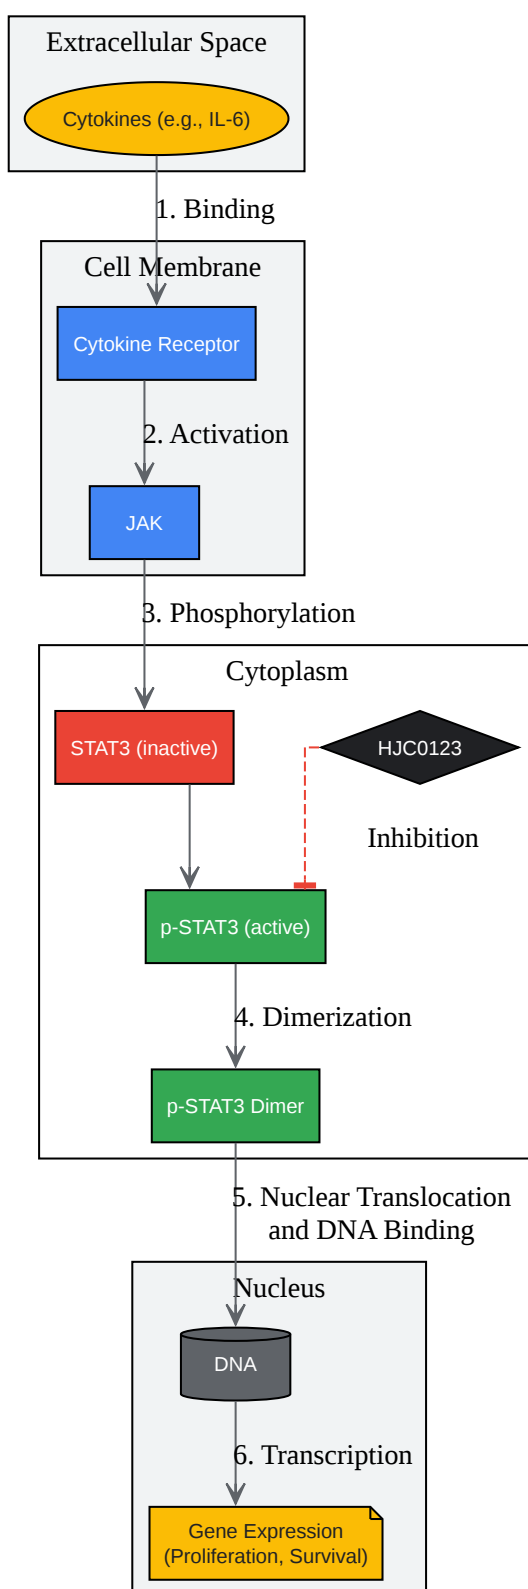 Extracellular Space
Cytokines (e.g., IL-6)
1. Binding
Cell Membrane
Cytokine Receptor
2. Activation
JAK
3. Phosphorylation
Cytoplasm
STAT3 (inactive)
HJC0123
Inhibition
p-STAT3 (active)
4. Dimerization
p-STAT3 Dimer
5. Nuclear Translocation
and DNA Binding
Nucleus
DNA
6. Transcription
Gene Expression
(Proliferation, Survival)